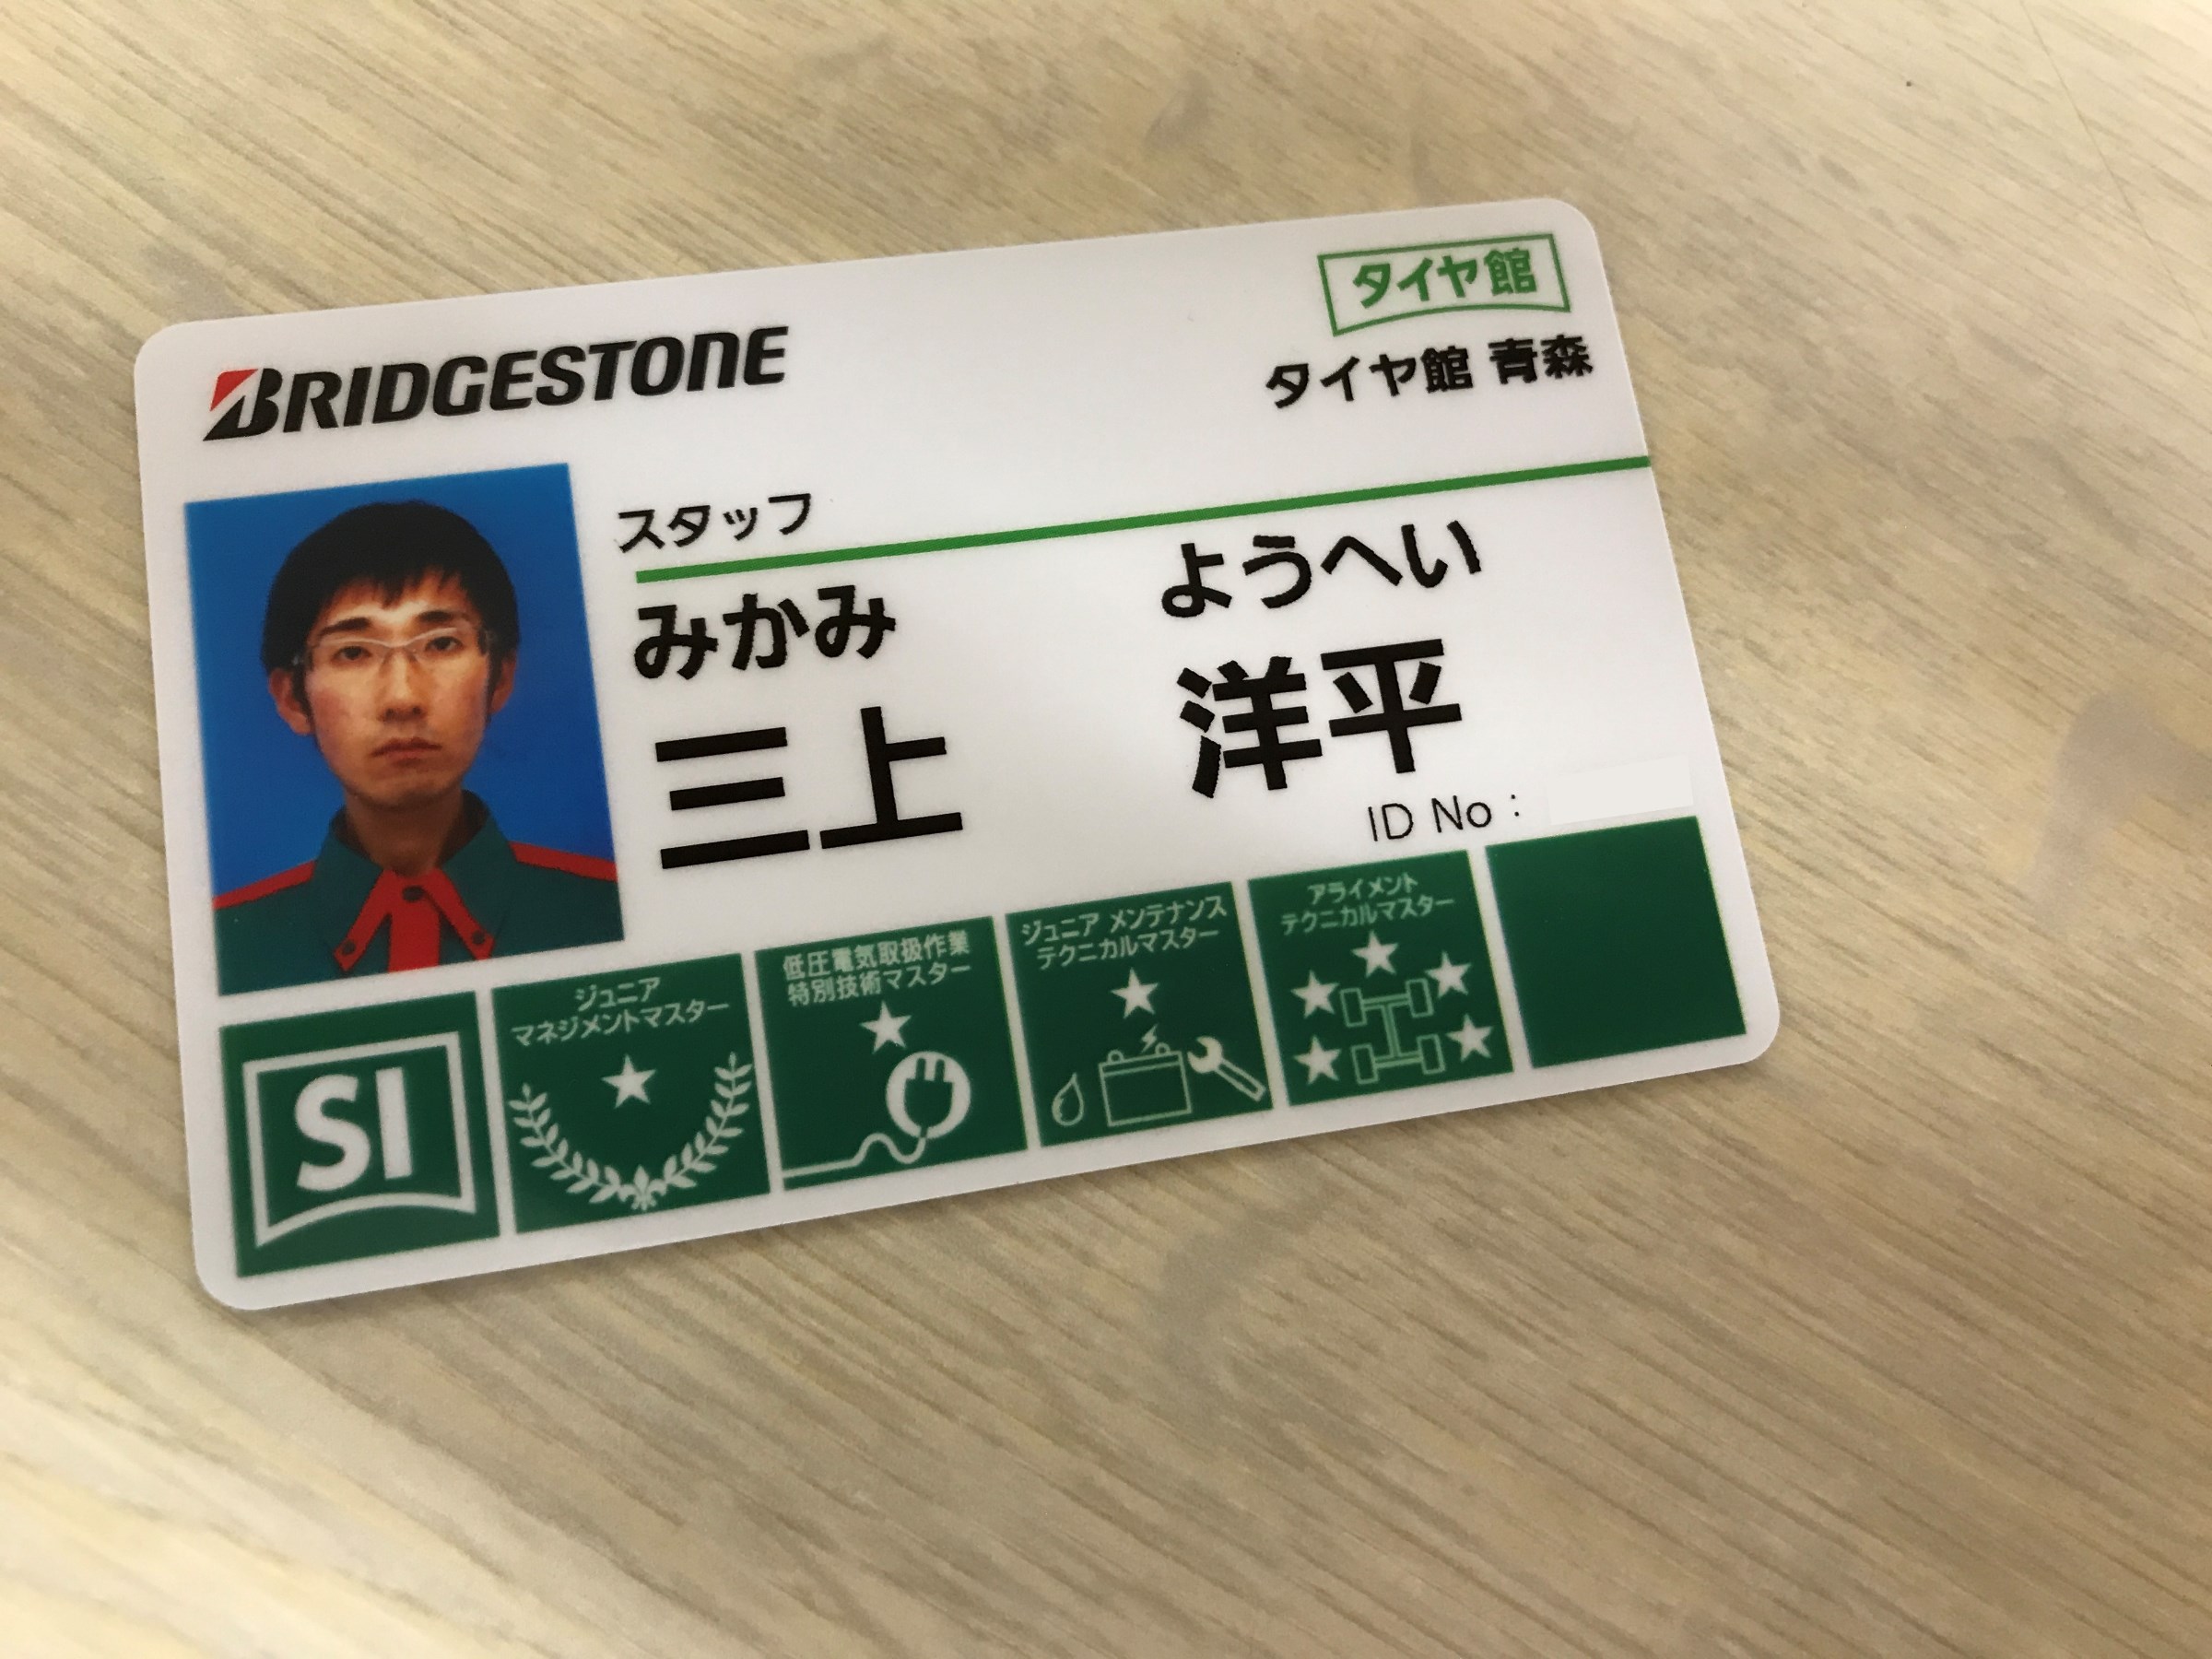 BRIDGESTONE
タイヤ館
タイヤ館 青森
スタッフ
みかみ ようへい
三上 洋平
ID No :
SI
ジュニア
マネジメントマスター
低圧電気取扱作業
特別技術マスター
ジュニア メンテナンス
テクニカルマスター
アライメント
テクニカルマスター